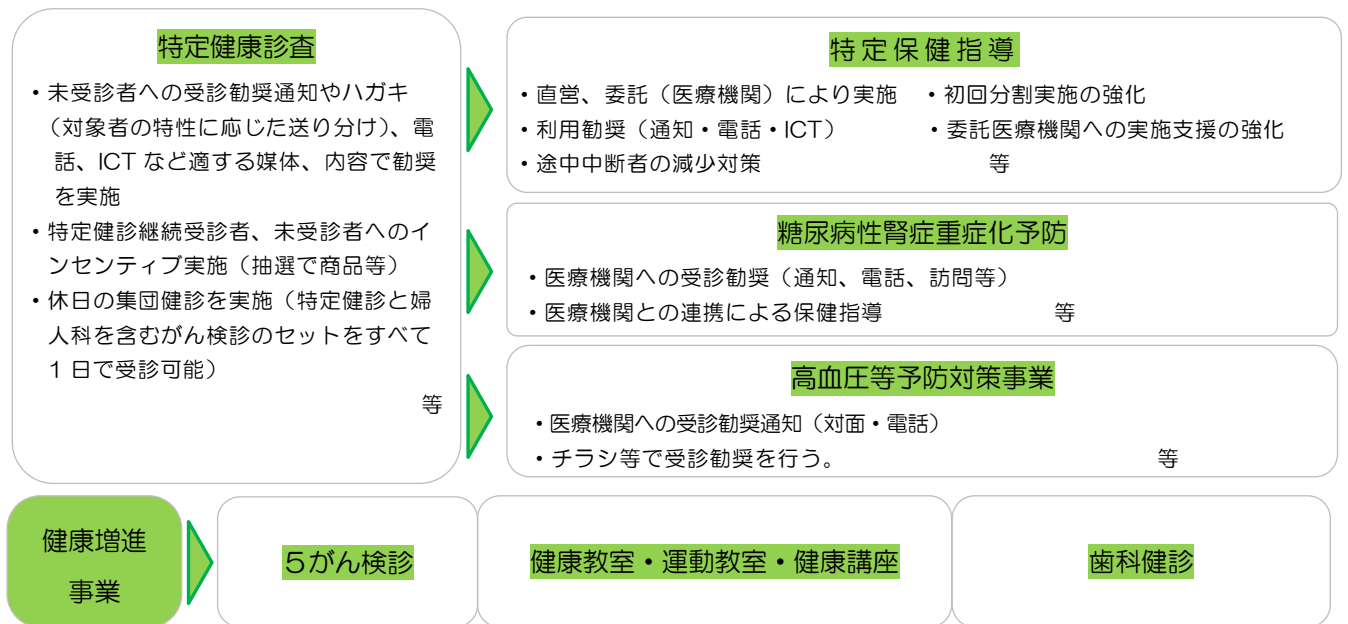 特定健康診査
・未受診者への受診勧奨通知やハガキ
（対象者の特性に応じた送り分け）、電
話、ICT など適する媒体、内容で勧奨
を実施
・特定健診継続受診者、未受診者へのイ
ンセンティブ実施（抽選で商品等）
・休日の集団健診を実施（特定健診と婦
人科を含むがん検診のセットをすべて
1 日で受診可能）
等
特定保健指導
・直営、委託（医療機関）により実施　・初回分割実施の強化
・利用勧奨（通知・電話・ICT）　・委託医療機関への実施支援の強化
・途中中断者の減少対策　等
糖尿病性腎症重症化予防
・医療機関への受診勧奨（通知、電話、訪問等）
・医療機関との連携による保健指導　等
高血圧等予防対策事業
・医療機関への受診勧奨通知（対面・電話）
・チラシ等で受診勧奨を行う。　等
健康増進
事業
５がん検診
健康教室・運動教室・健康講座
歯科健診